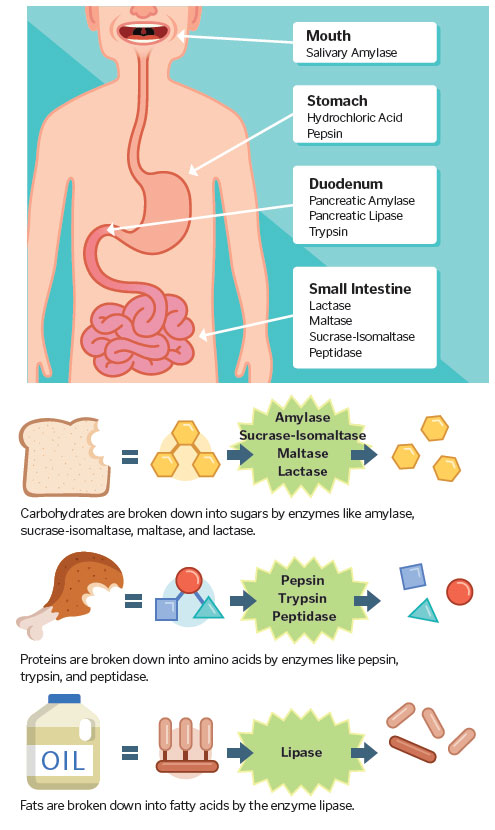 Mouth
Salivary Amylase
Stomach
Hydrochloric Acid
Pepsin
Duodenum
Pancreatic Amylase
Pancreatic Lipase
Trypsin
Small Intestine
Lactase
Maltase
Sucrase-Isomaltase
Peptidase
Amylase
Sucrase-Isomaltase
Maltase
Lactase
Carbohydrates are broken down into sugars by enzymes like amylase,
sucrase-isomaltase, maltase, and lactase.
Pepsin
Trypsin
Peptidase
Proteins are broken down into amino acids by enzymes like pepsin,
trypsin, and peptidase.
OIL
Lipase
Fats are broken down into fatty acids by the enzyme lipase.